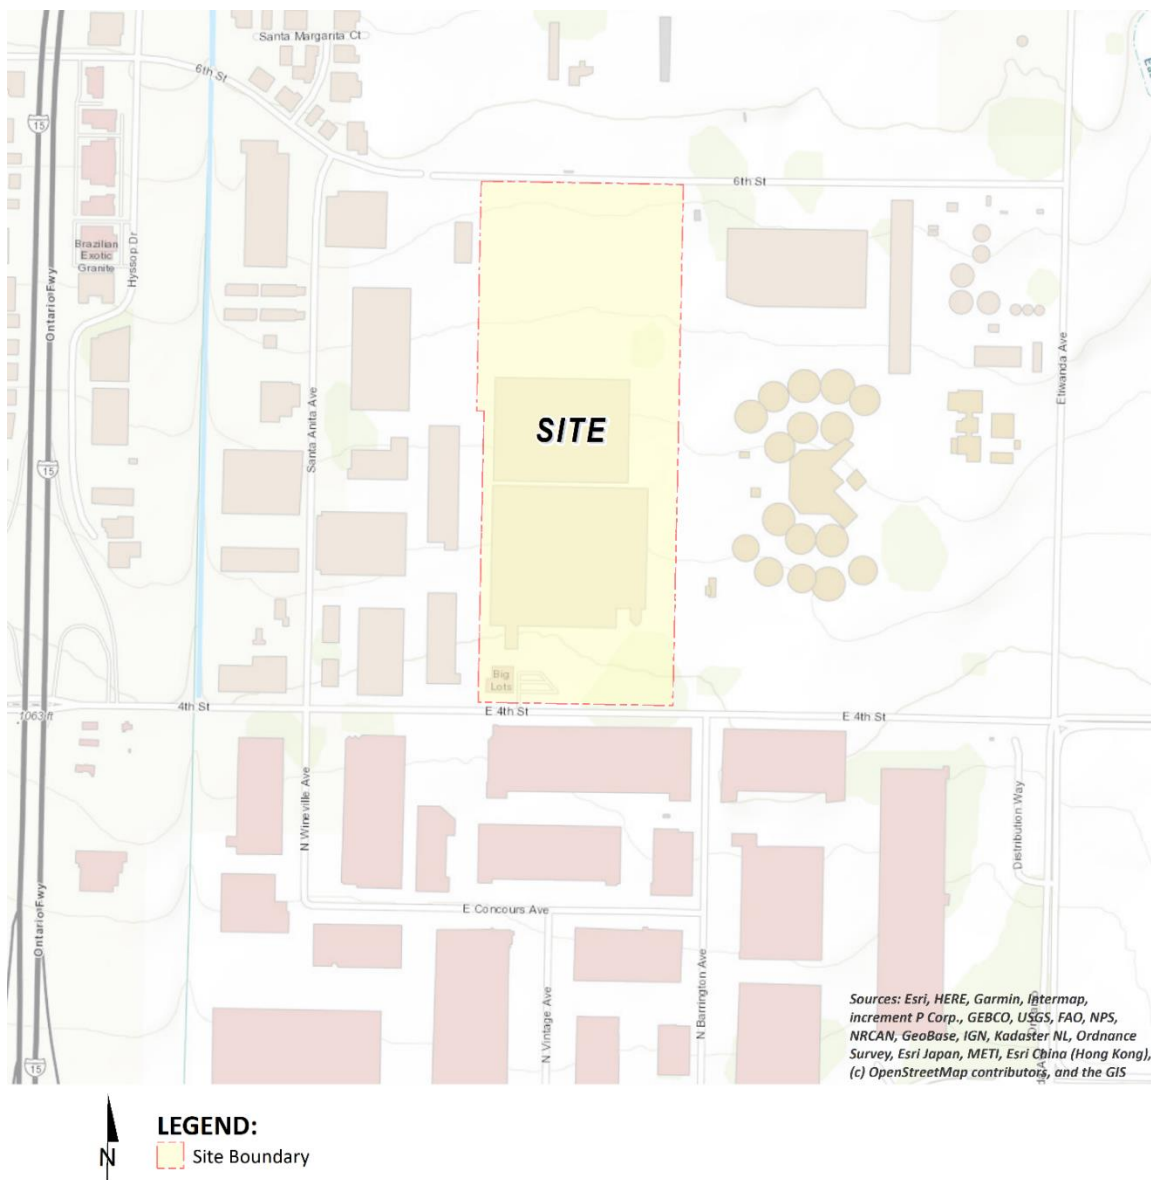 Santa Margarita Ct
6th St
15
6th St
Brazilian
Exotic
Granite
Hyssop Dr
Ontario Fwy
Santa Anita Ave
Etiwanda Ave
SITE
15
Big
Lots
4th St
E 4th St
E 4th St
1063 ft
N Wineville Ave
Distribution Way
Ontario Fwy
E Concours Ave
N Vintage Ave
N Barrington Ave
15
Sources: Esri, HERE, Garmin, Intermap,
increment P Corp., GEBCO, USGS, FAO, NPS,
NRCAN, GeoBase, IGN, Kadaster NL, Ordnance
Survey, Esri Japan, METI, Esri China (Hong Kong),
(c) OpenStreetMap contributors, and the GIS
N
LEGEND:
Site Boundary